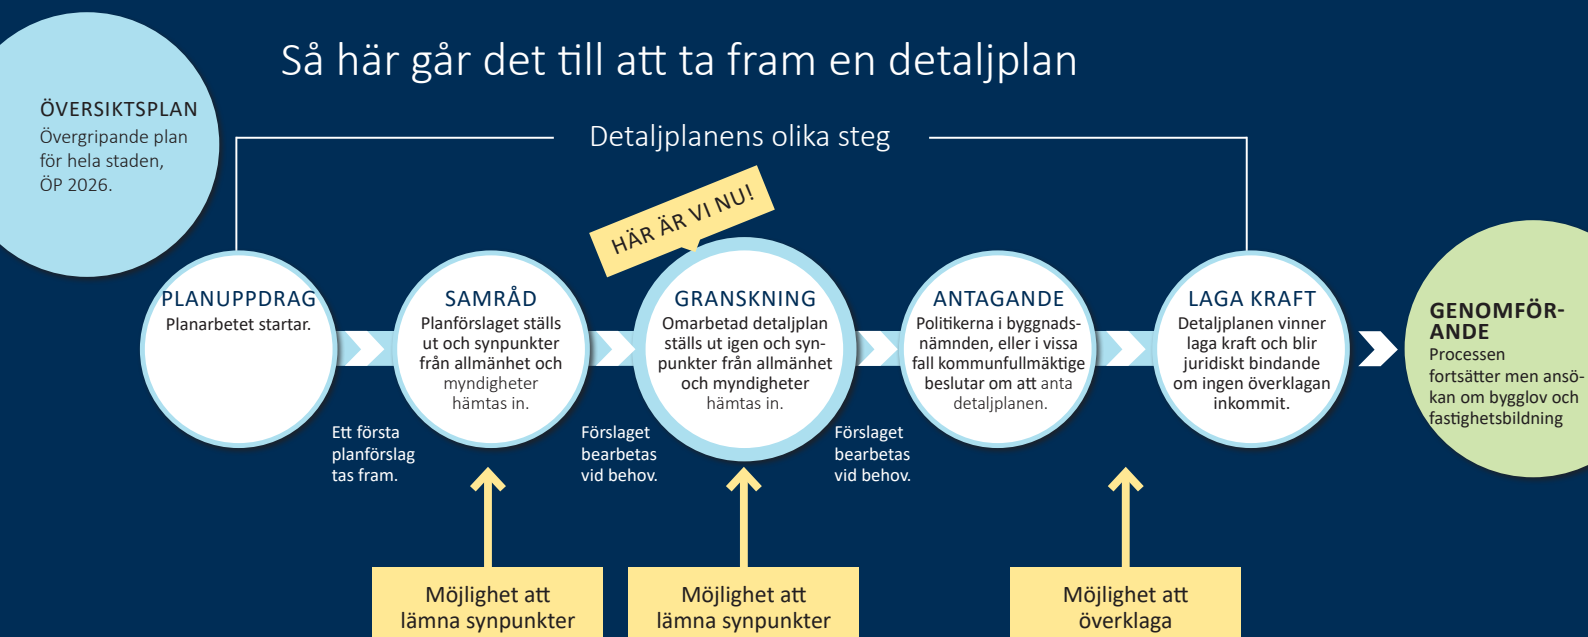 Så här går det till att ta fram en detaljplan
ÖVERSIKTSPLAN
Övergripande plan
för hela staden,
ÖP 2026.
Detaljplanens olika steg
HÄR ÄR VI NU!
PLANUPPDRAG
Planarbetet startar.
Ett första
planförslag
tas fram.
SAMRÅD
Planförslaget ställs
ut och synpunkter
från allmänhet och
myndigheter
hämtas in.
Förslaget
bearbetas
vid behov.
GRANSKNING
Omarbetad detaljplan
ställs ut igen och syn-
punkter från allmänhet
och myndigheter
hämtas in.
Förslaget
bearbetas
vid behov.
ANTAGANDE
Politikerna i byggnads-
nämnden, eller i vissa
fall kommunfullmäktige
beslutar om att anta
detaljplanen.
LAGA KRAFT
Detaljplanen vinner
laga kraft och blir
juridiskt bindande
om ingen överklagan
inkommit.
GENOMFÖR-
ANDE
Processen
fortsätter men ansö-
kan om bygglov och
fastighetsbildning
Möjlighet att
lämna synpunkter
Möjlighet att
lämna synpunkter
Möjlighet att
överklaga